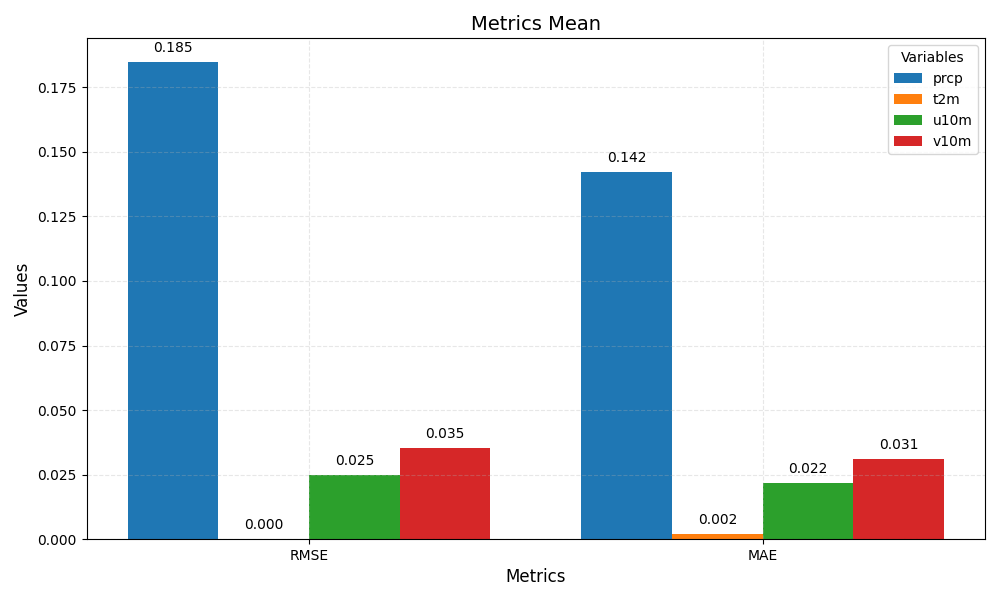 Metrics Mean
Values
0.175
0.150
0.125
0.100
0.075
0.050
0.025
0.000
0.185
0.000
0.025
0.035
0.142
0.002
0.022
0.031
Variables
prcp
t2m
u10m
v10m
RMSE
MAE
Metrics